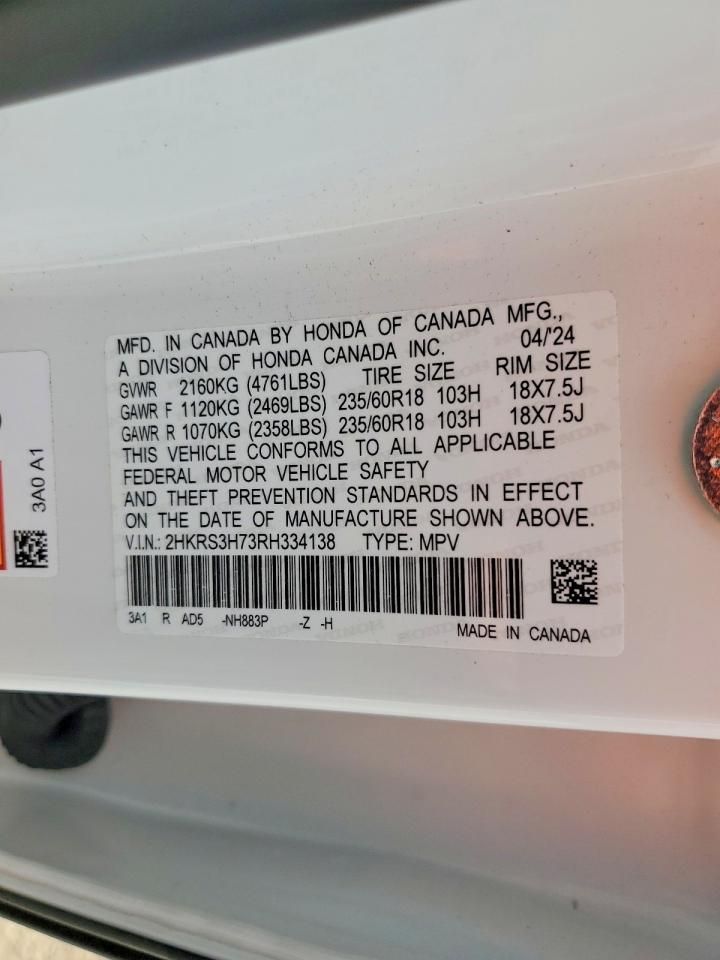 MFD. IN CANADA BY HONDA OF CANADA MFG.,
A DIVISION OF HONDA CANADA INC. 04/'24
GVWR 2160KG (4761LBS) TIRE SIZE RIM SIZE
GAWR F 1120KG (2469LBS) 235/60R18 103H 18X7.5J
GAWR R 1070KG (2358LBS) 235/60R18 103H 18X7.5J
THIS VEHICLE CONFORMS TO ALL APPLICABLE
FEDERAL MOTOR VEHICLE SAFETY
AND THEFT PREVENTION STANDARDS IN EFFECT
ON THE DATE OF MANUFACTURE SHOWN ABOVE.
V.I.N.: 2HKRS3H73RH334138 TYPE: MPV
3A1 R AD5 -NH883P -Z -H
MADE IN CANADA
3A0 A1